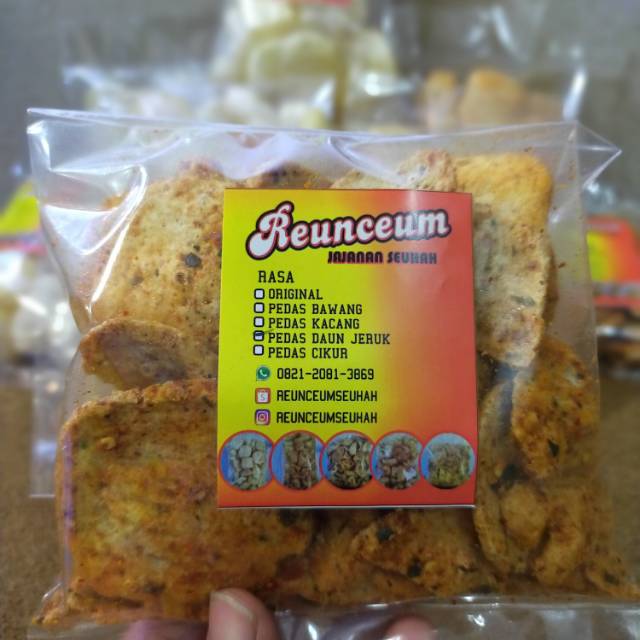 Reunceum
JAJANAN SEUHAH
RASA
ORIGINAL
PEDAS BAWANG
PEDAS KACANG
PEDAS DAUN JERUK
PEDAS CIKUR
0821-2081-3869
REUNCEUMSEUHAH
REUNCEUMSEUHAH